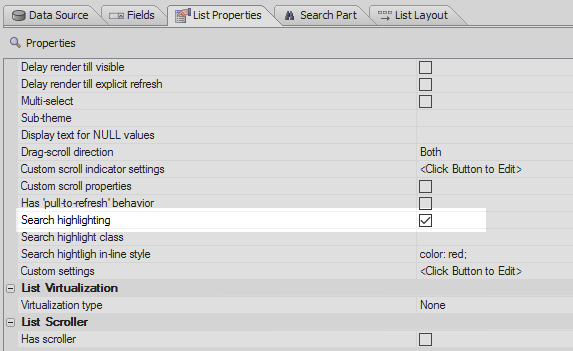 Data Source Fields List Properties Search Part List Layout
Properties
Delay render till visible
Delay render till explicit refresh
Multi-select
Sub-theme
Display text for NULL values
Drag-scroll direction Both
Custom scroll indicator settings <Click Button to Edit>
Custom scroll properties
Has 'pull-to-refresh' behavior
Search highlighting
Search highlight class
Search hightligh in-line style color: red;
Custom settings <Click Button to Edit>
List Virtualization
Virtualization type None
List Scroller
Has scroller